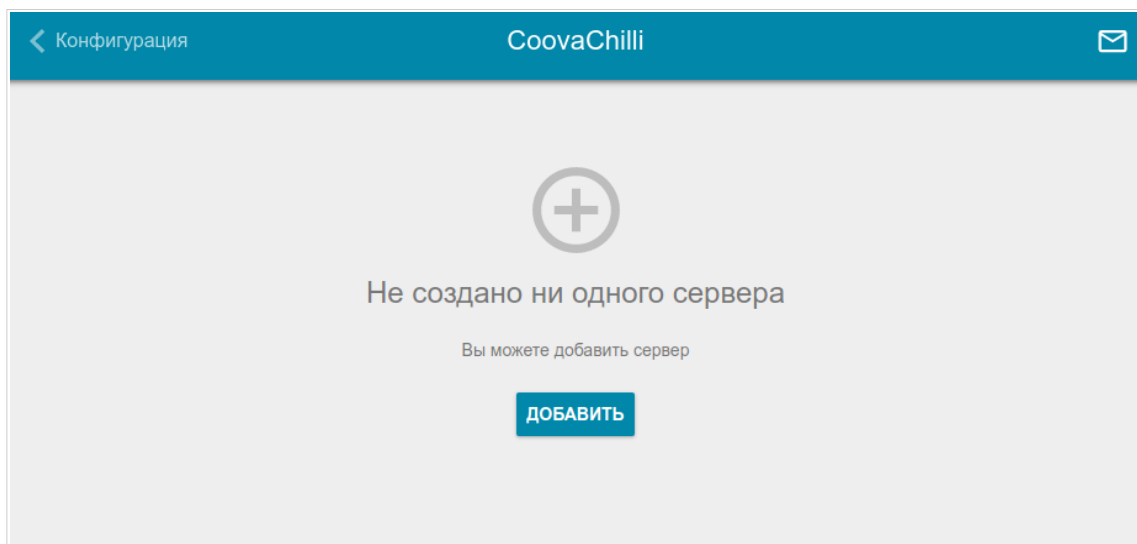 Конфигурация
CoovaChilli
Не создано ни одного сервера
Вы можете добавить сервер
ДОБАВИТЬ